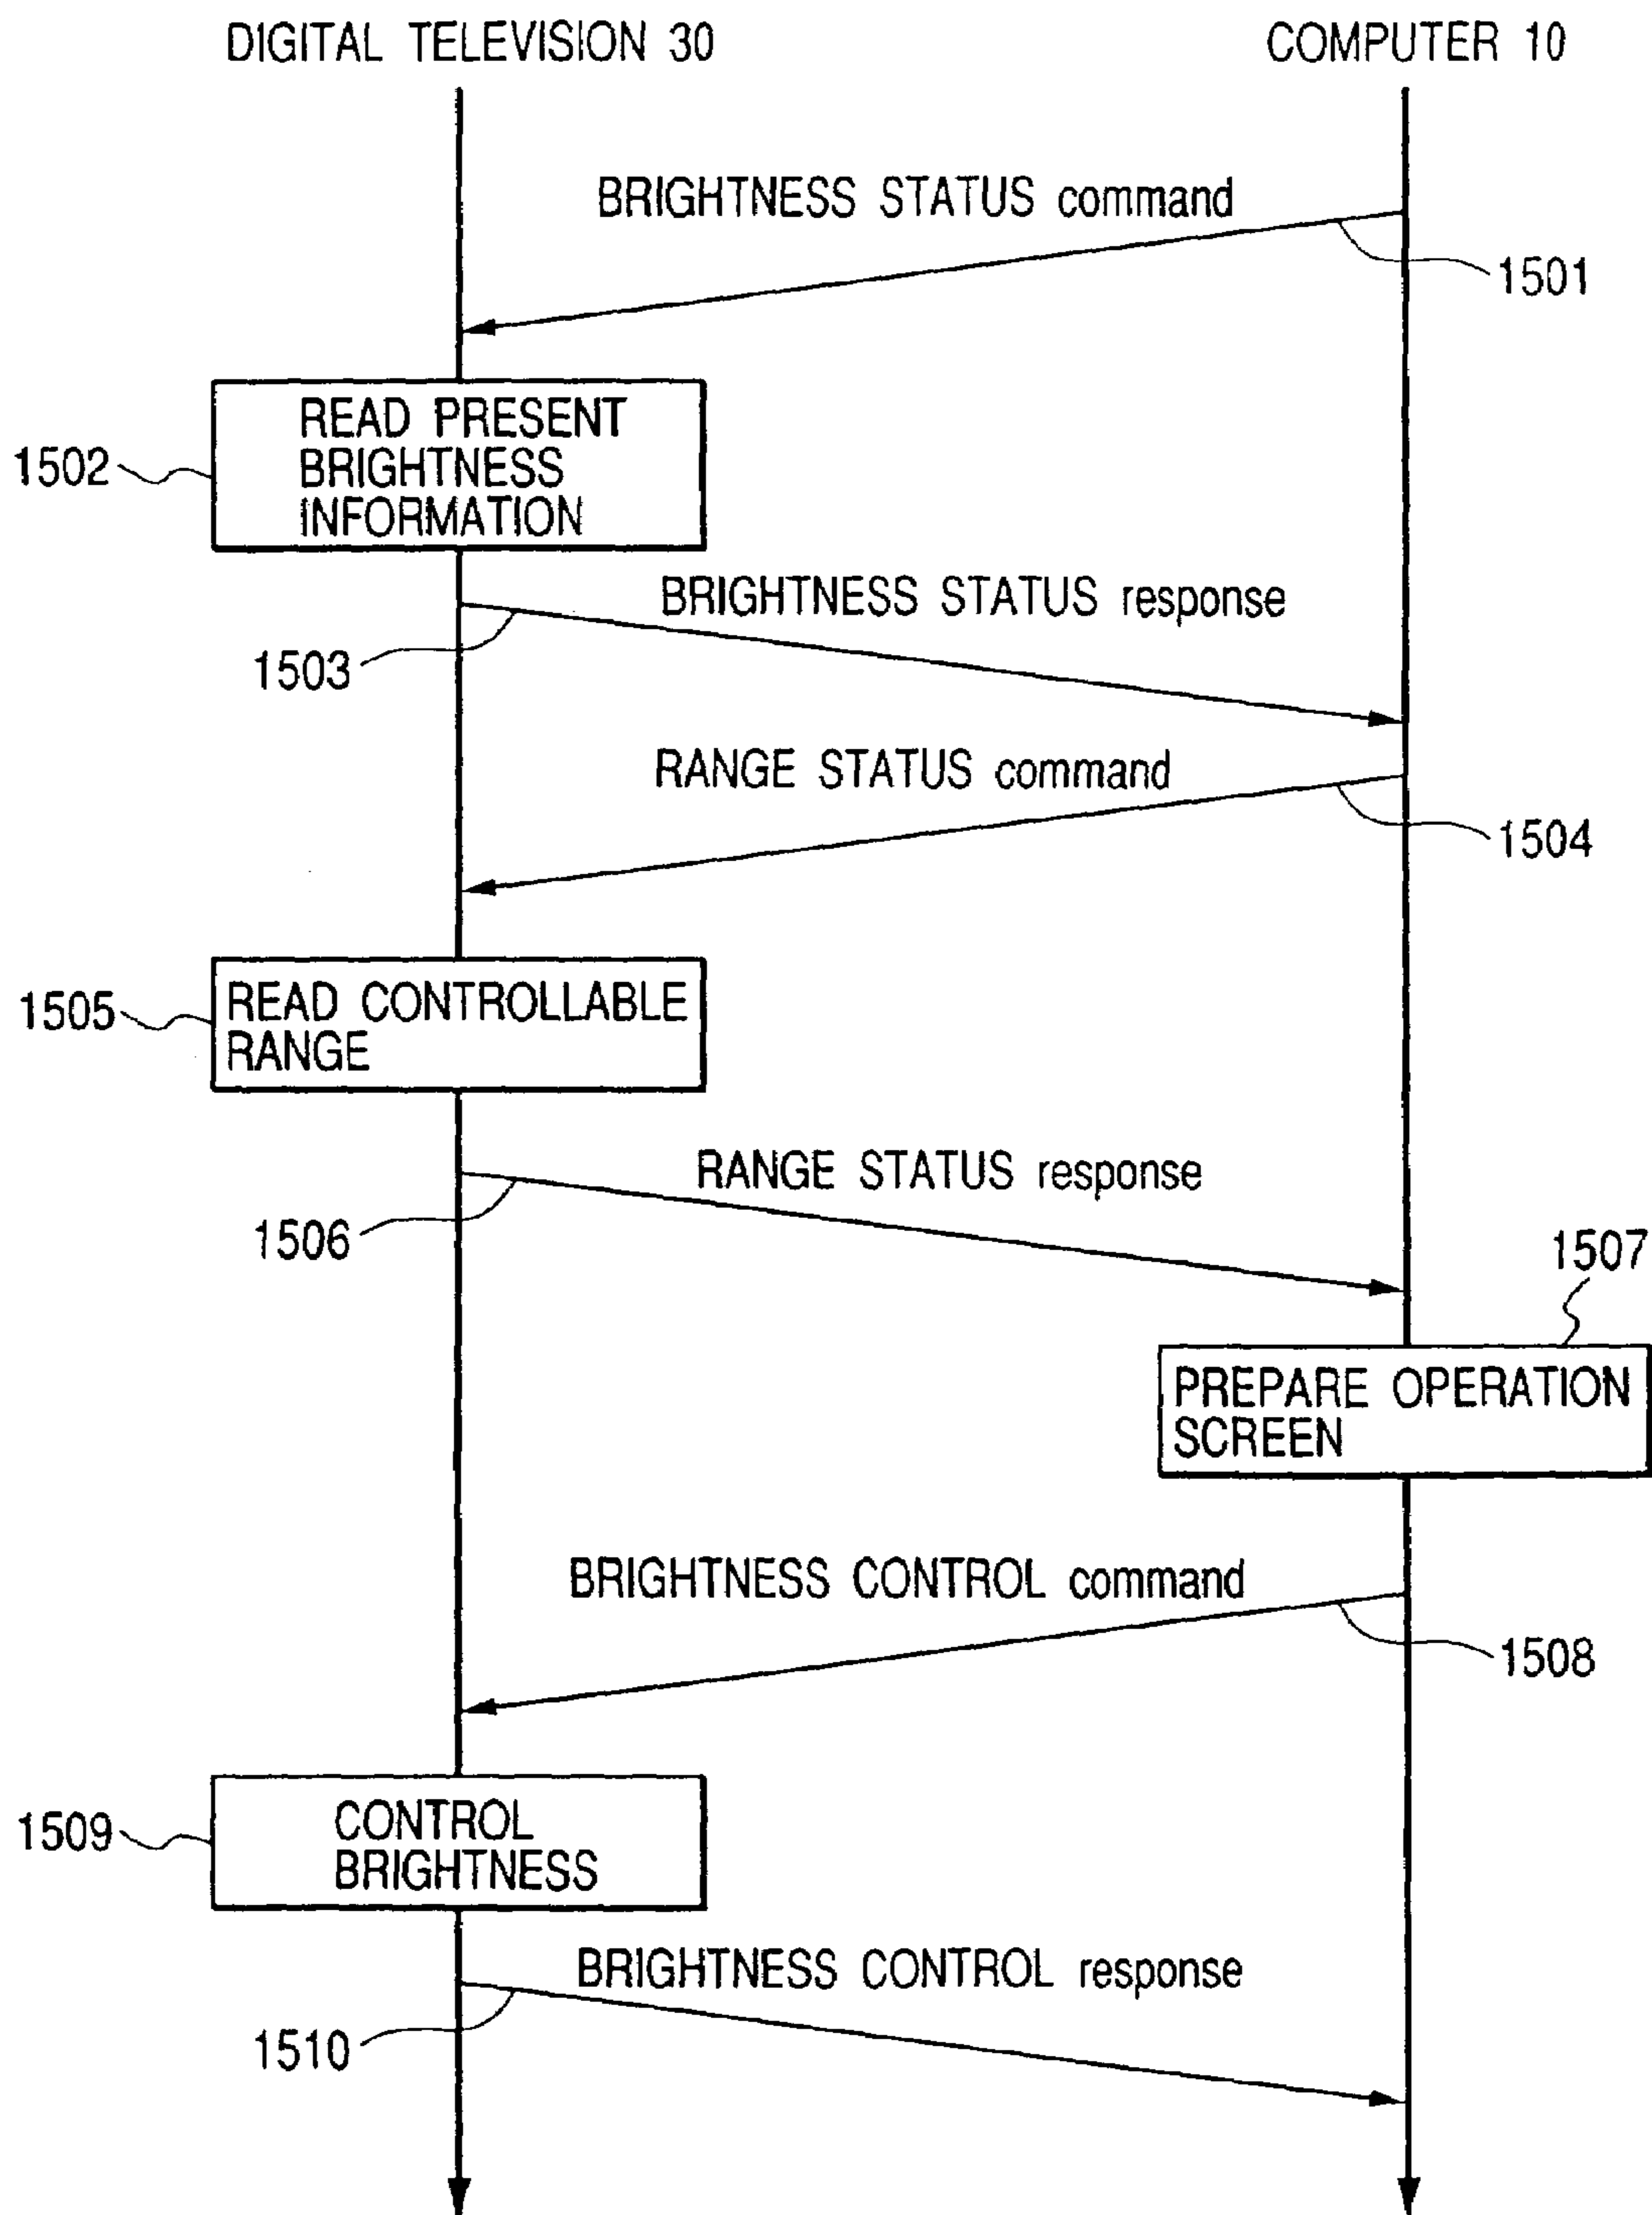 DIGITAL TELEVISION 30
COMPUTER 10
BRIGHTNESS STATUS command
1501
READ PRESENT
BRIGHTNESS
INFORMATION
1502
BRIGHTNESS STATUS response
1503
RANGE STATUS command
1504
READ CONTROLLABLE
RANGE
1505
RANGE STATUS response
1506
1507
PREPARE OPERATION
SCREEN
BRIGHTNESS CONTROL command
1508
CONTROL
BRIGHTNESS
1509
BRIGHTNESS CONTROL response
1510